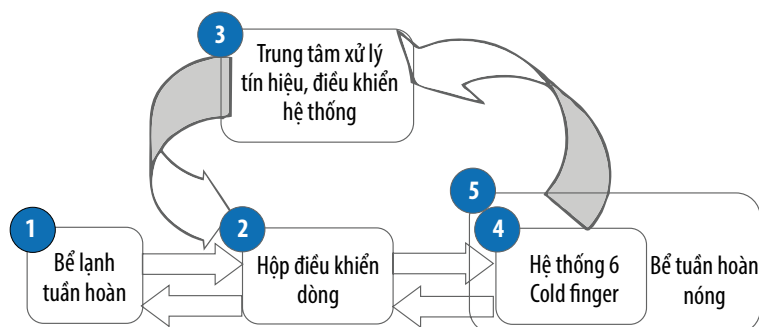 3
Trung tâm xử lý
tín hiệu, điều khiển
hệ thống
1
Bể lạnh
tuần hoàn
2
Hộp điều khiển
dòng
5
4
Hệ thống 6
Cold finger
Bể tuần hoàn
nóng